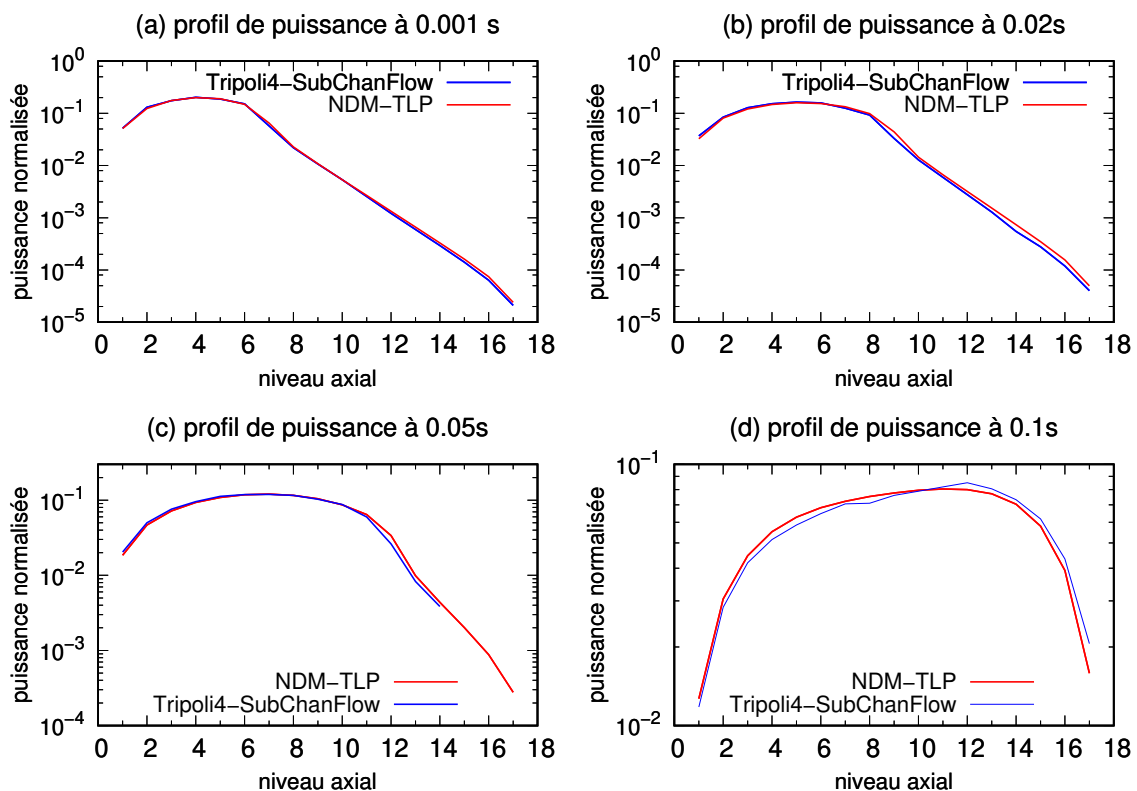 (a) profil de puissance à 0.001 s
puissance normalisée
10^0
10^−1
10^−2
10^−3
10^−4
10^−5
Tripoli4−SubChanFlow
NDM−TLP
0 2 4 6 8 10 12 14 16 18
niveau axial
(b) profil de puissance à 0.02s
puissance normalisée
10^0
10^−1
10^−2
10^−3
10^−4
10^−5
Tripoli4−SubChanFlow
NDM−TLP
0 2 4 6 8 10 12 14 16 18
niveau axial
(c) profil de puissance à 0.05s
puissance normalisée
10^−1
10^−2
10^−3
10^−4
NDM−TLP
Tripoli4−SubChanFlow
0 2 4 6 8 10 12 14 16 18
niveau axial
(d) profil de puissance à 0.1s
puissance normalisée
10^−1
10^−2
NDM−TLP
Tripoli4−SubChanFlow
0 2 4 6 8 10 12 14 16 18
niveau axial